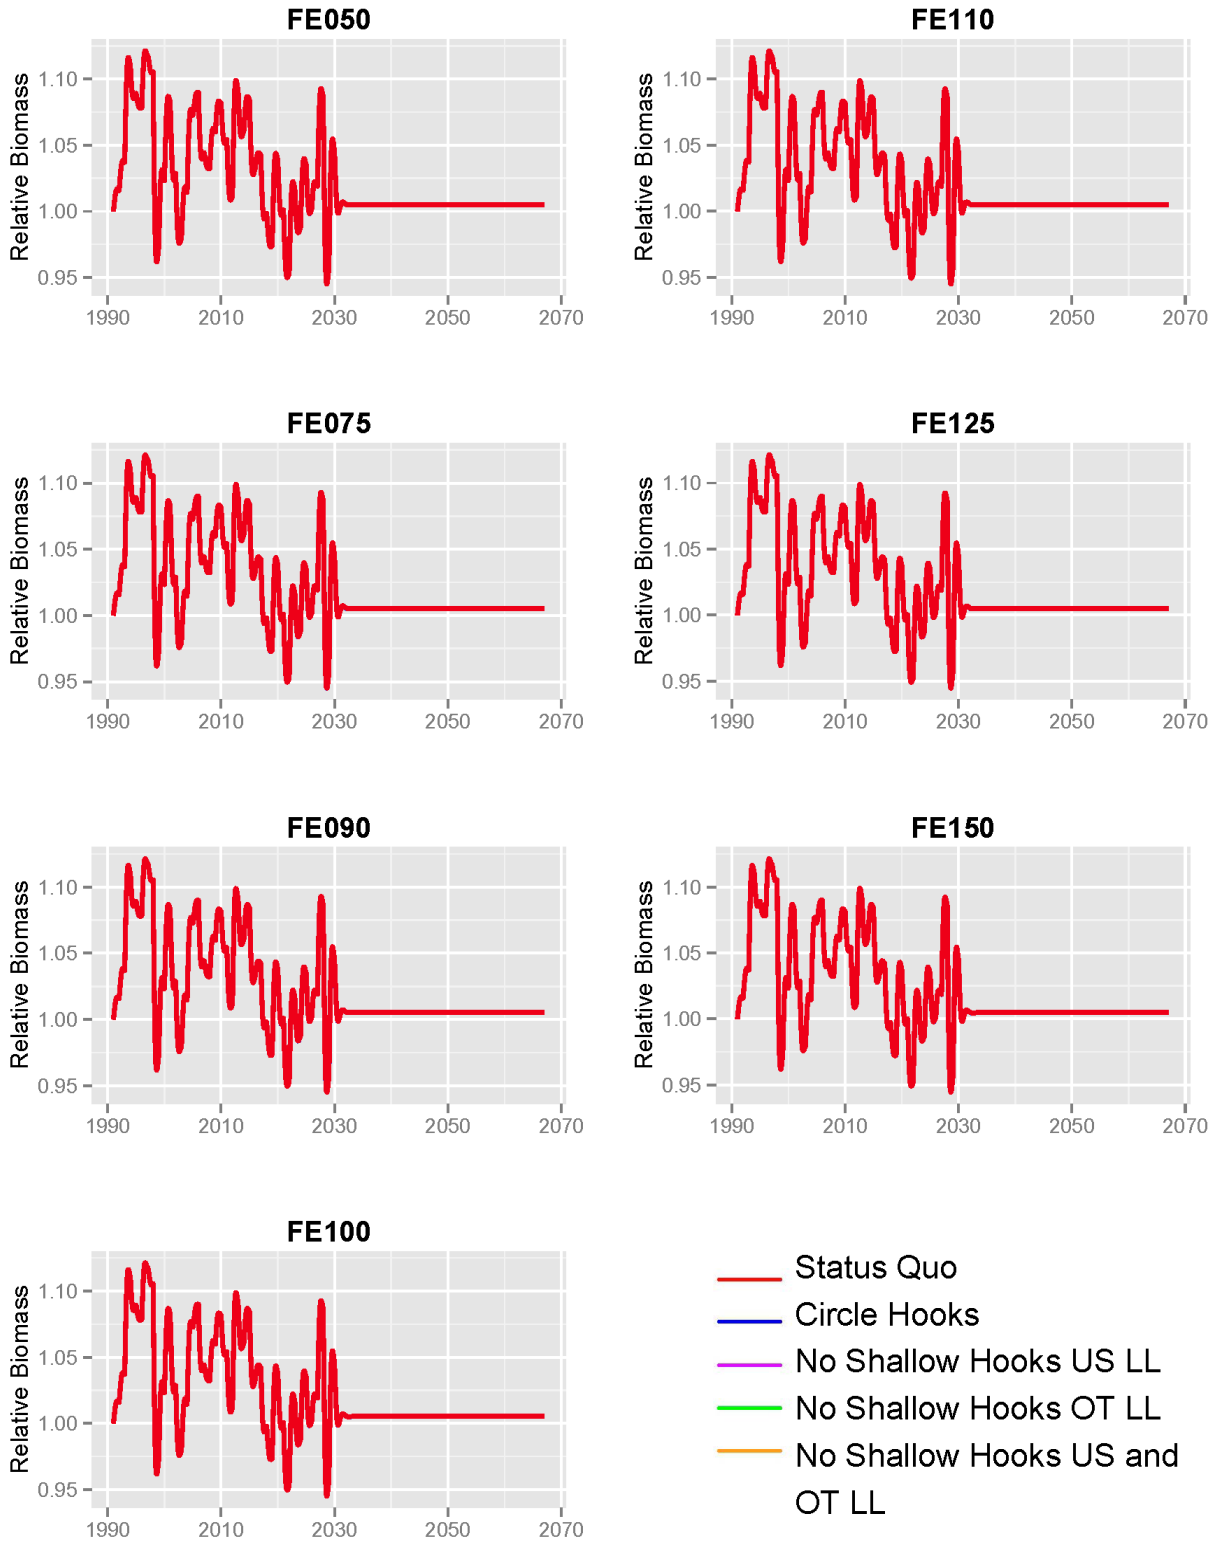 FE050
FE110
Relative Biomass
1.10
1.05
1.00
0.95
1990 2010 2030 2050 2070
Relative Biomass
1.10
1.05
1.00
0.95
1990 2010 2030 2050 2070
FE075
FE125
Relative Biomass
1.10
1.05
1.00
0.95
1990 2010 2030 2050 2070
Relative Biomass
1.10
1.05
1.00
0.95
1990 2010 2030 2050 2070
FE090
FE150
Relative Biomass
1.10
1.05
1.00
0.95
1990 2010 2030 2050 2070
Relative Biomass
1.10
1.05
1.00
0.95
1990 2010 2030 2050 2070
FE100
Relative Biomass
1.10
1.05
1.00
0.95
1990 2010 2030 2050 2070
Status Quo
Circle Hooks
No Shallow Hooks US LL
No Shallow Hooks OT LL
No Shallow Hooks US and
OT LL